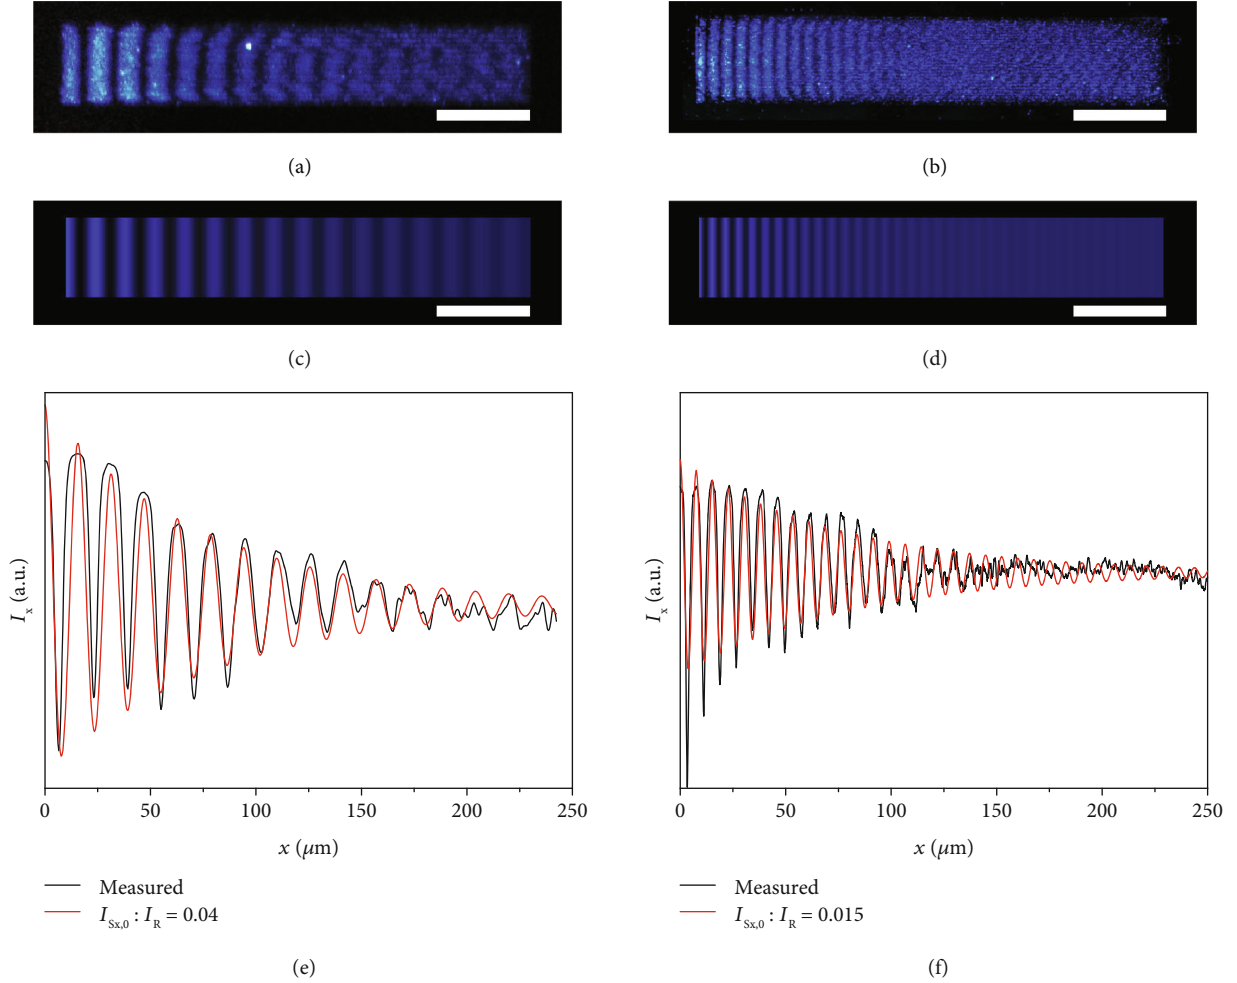 (a)
(b)
(c)
(d)
I_x (a.u.)
0 50 100 150 200 250
x (μm)
Measured
I_Sx,0 : I_R = 0.04
(e)
I_x (a.u.)
0 50 100 150 200 250
x (μm)
Measured
I_Sx,0 : I_R = 0.015
(f)